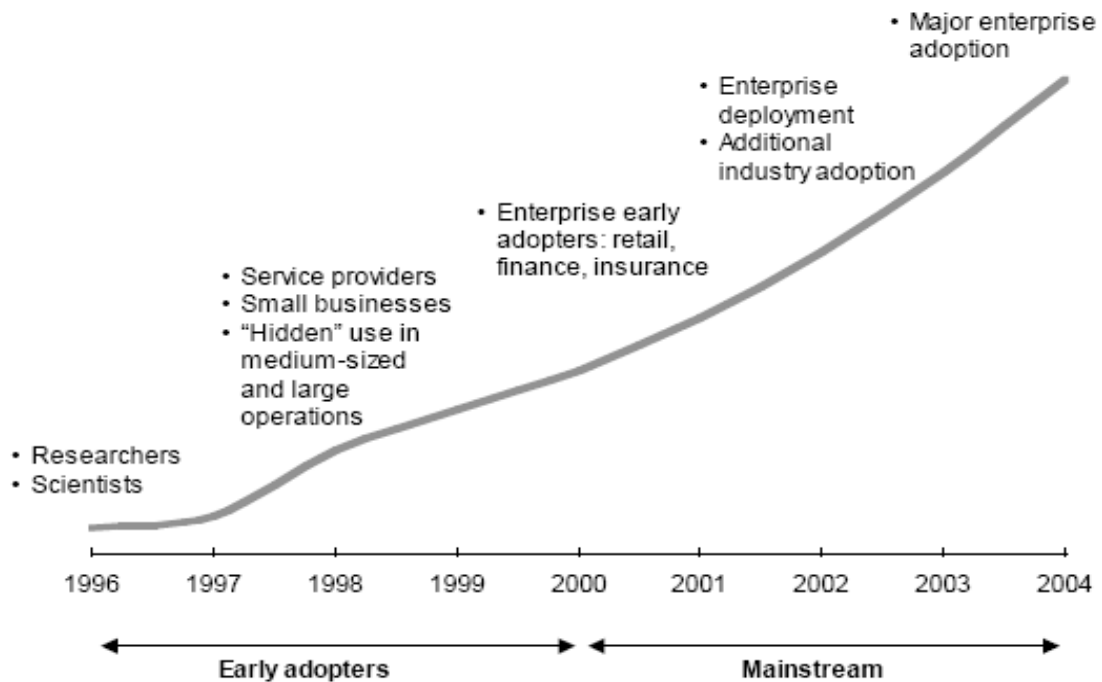 • Researchers
• Scientists
• Service providers
• Small businesses
• “Hidden” use in
medium-sized
and large
operations
• Enterprise early
adopters: retail,
finance, insurance
• Enterprise
deployment
• Additional
industry adoption
• Major enterprise
adoption
1996 1997 1998 1999 2000 2001 2002 2003 2004
Early adopters Mainstream